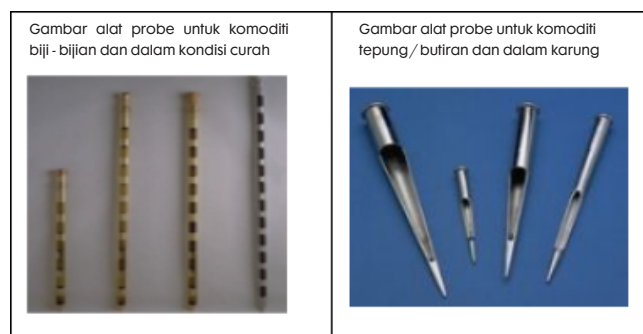 Gambar alat probe untuk komoditi
biji - bijian dan dalam kondisi curah
Gambar alat probe untuk komoditi
tepung / butiran dan dalam karung